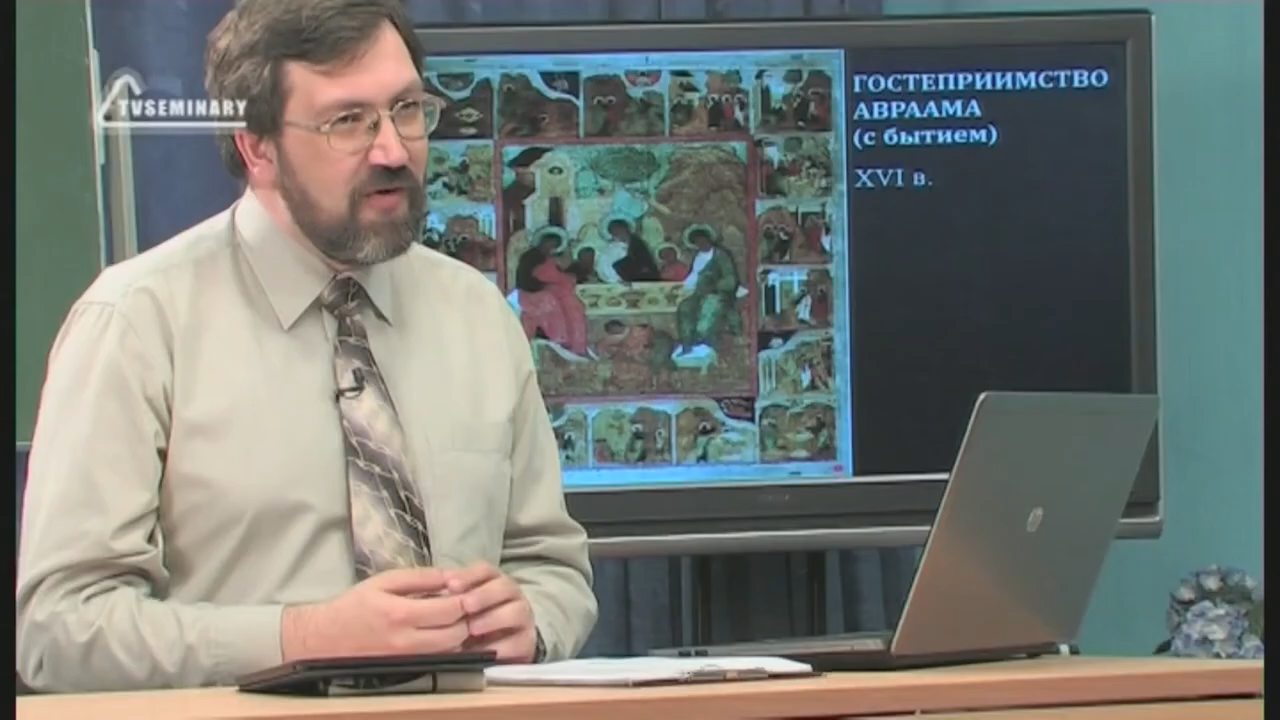 TVSEMINARY
ГОСТЕПРИИМСТВО
АВРААМА
(с бытием)
XVI в.